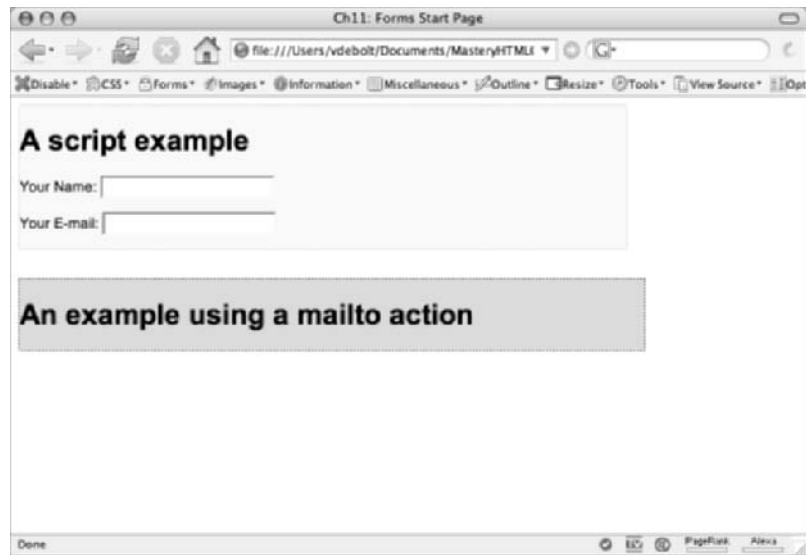 Ch11: Forms Start Page
file:///Users/vdebolt/Documents/MasteryHTML
G
Disable CSS Forms Images Information Miscellaneous Outline Resize Tools View Source Opt
A script example
Your Name:
Your E-mail:
An example using a mailto action
Done PageRank Alexa